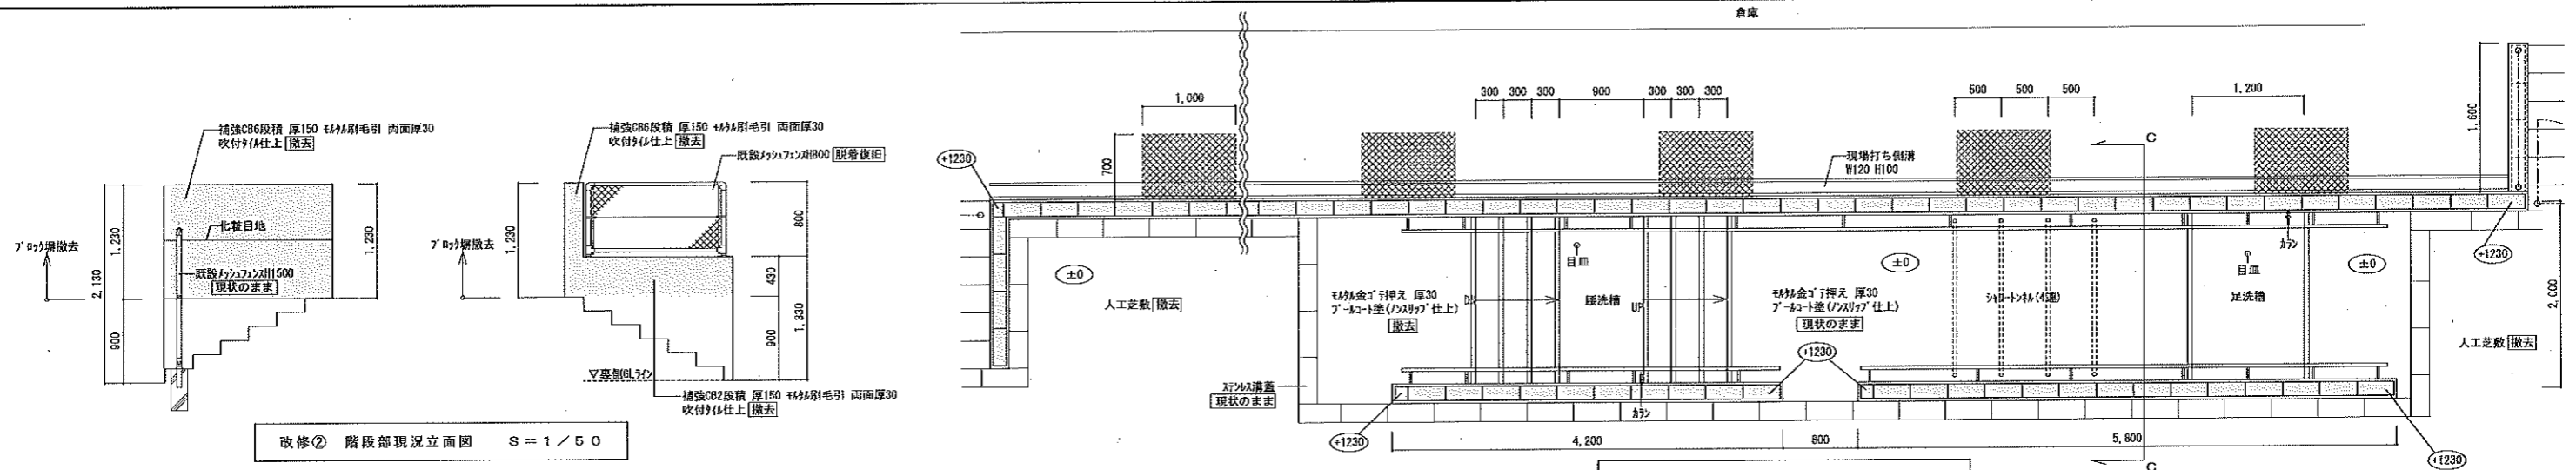 補強CB6段積 厚150 モルタル刷毛引 両面厚30
吹付タイル仕上 撤去
化粧目地
ブロック塀撤去
1,230
2,130
900
1,230
既設メッシュフェンスH1500
現状のまま
補強CB6段積 厚150 モルタル刷毛引 両面厚30
吹付タイル仕上 撤去
既設メッシュフェンスH800 脱着復旧
1,230
ブロック塀撤去
800
430
900
1,330
▽裏側GLライン
補強CB2段積 厚150 モルタル刷毛引 両面厚30
吹付タイル仕上 撤去
改修② 階段部現況立面図 S=1/50
倉庫
1,000
700
+1230
300 300 300 900 300 300 300
500 500 500
1,200
1,600
C
現場打ち側溝
W120 H100
±0
人工芝敷 撤去
目皿
モルタル金ゴテ押え 厚30
プールコート塗(ノンスリップ仕上)
撤去
DN
腰洗槽
UP
モルタル金ゴテ押え 厚30
プールコート塗(ノンスリップ仕上)
現状のまま
±0
シャワートンネル(4連)
カラン
目皿
足洗槽
±0
+1230
2,000
人工芝敷 撤去
ステンレス溝蓋
現状のまま
+1230
カラン
+1230
4,200
800
5,800
+1230
C